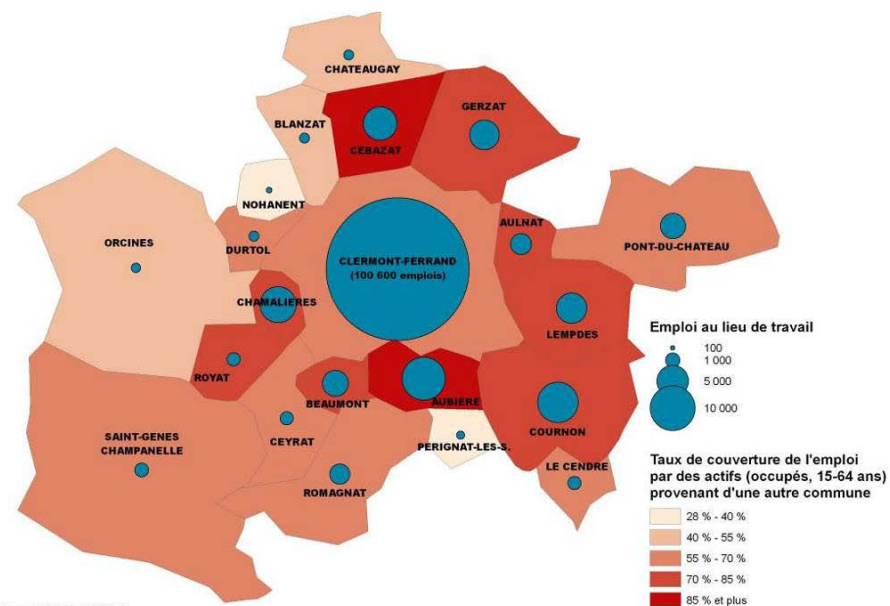 CHATEAUGAY
GERZAT
BLANZAT
CEBAZAT
NOHANENT
AULNAT
ORCINES
DURTOL
PONT-DU-CHATEAU
CLERMONT-FERRAND
(100 600 emplois)
CHAMALIERES
LEMPDES
ROYAT
BEAUMONT
AUBIERE
COURNON
SAINT-GENES
CHAMPANELLE
CEYRAT
PERIGNAT-LES-S.
LE CENDRE
ROMAGNAT
Emploi au lieu de travail
100
1 000
5 000
10 000
Taux de couverture de l'emploi
par des actifs (occupés, 15-64 ans)
provenant d'une autre commune
28 % - 40 %
40 % - 55 %
55 % - 70 %
70 % - 85 %
85 % et plus